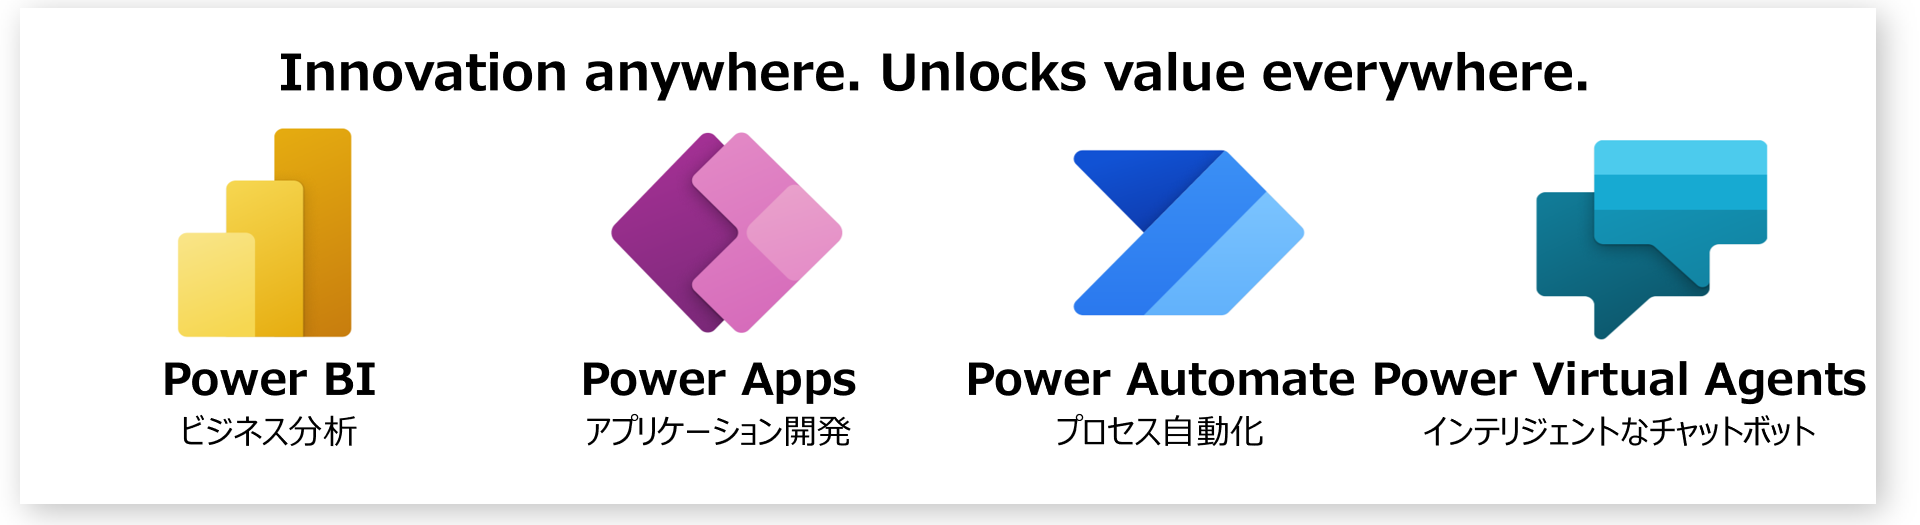 Innovation anywhere. Unlocks value everywhere.
Power BI
ビジネス分析
Power Apps
アプリケーション開発
Power Automate
プロセス自動化
Power Virtual Agents
インテリジェントなチャットボット